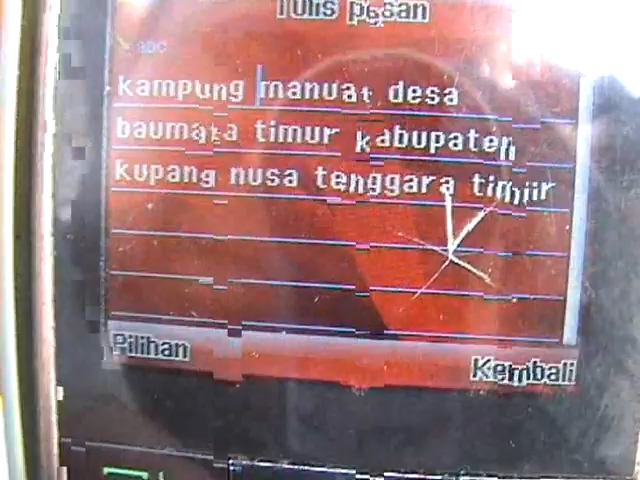 Tulis pesan
abc
kampung manuat desa
baumata timur kabupaten
kupang nusa tenggara timur
Pilihan
Kembali